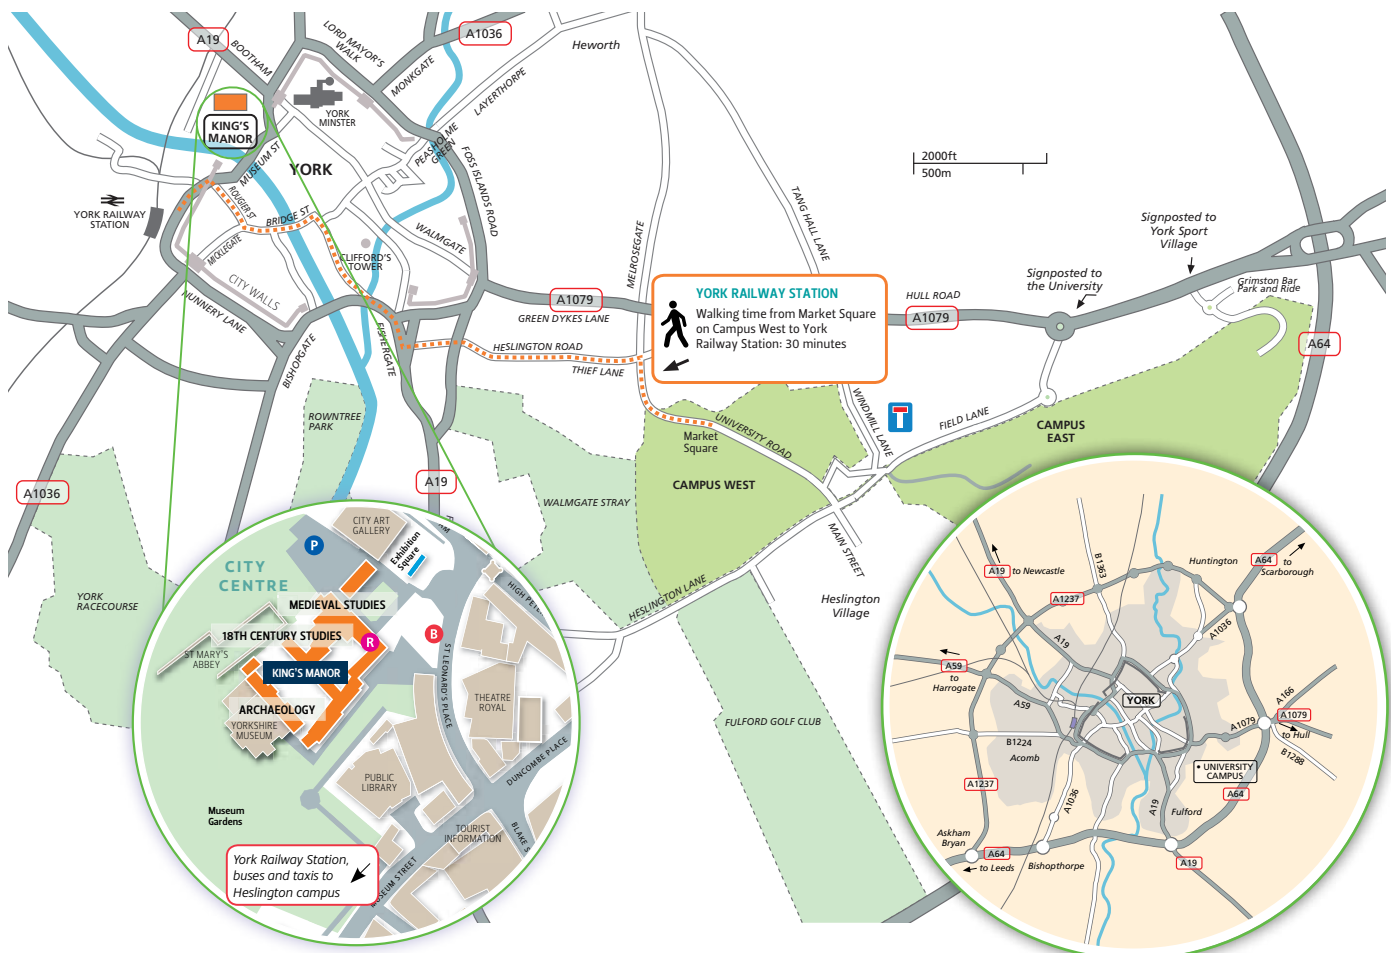 A19
BOOTHAM
LORD MAYOR'S
WALK
A1036
MONKGATE
Heworth
LAYERTHORPE
KING'S
MANOR
YORK
MINSTER
MUSEUM ST
YORK
PEASHOLME
GREEN
FOSS ISLANDS ROAD
2000ft
500m
YORK RAILWAY
STATION
ROUGIER ST
BRIDGE ST
MICKLEGATE
CLIFFORD'S
TOWER
WALMGATE
CITY WALLS
NUNNERY LANE
BISHOPGATE
FISHERGATE
MELROSEGATE
TANG HALL LANE
Signposted to
York Sport
Village
Signposted to
the University
Grimston Bar
Park and Ride
A1079
GREEN DYKES LANE
YORK RAILWAY STATION
Walking time from Market Square
on Campus West to York
Railway Station: 30 minutes
HULL ROAD
A1079
A64
HESLINGTON ROAD
THIEF LANE
UNIVERSITY ROAD
Market
Square
WINDMILL LANE
FIELD LANE
CAMPUS
EAST
CAMPUS WEST
ROWNTREE
PARK
A19
A1036
WALMGATE STRAY
MAIN STREET
HESLINGTON LANE
Heslington
Village
YORK
RACECOURSE
FULFORD GOLF CLUB
CITY
CENTRE
P
CITY ART
GALLERY
Exhibition
Square
MEDIEVAL STUDIES
18TH CENTURY STUDIES
R
B
ST MARY'S
ABBEY
KING'S MANOR
ARCHAEOLOGY
YORKSHIRE
MUSEUM
ST LEONARD'S PLACE
THEATRE
ROYAL
DUNCOMBE PLACE
PUBLIC
LIBRARY
TOURIST
INFORMATION
MUSEUM STREET
Museum
Gardens
York Railway Station,
buses and taxis to
Heslington campus
A19
to Newcastle
B1363
Huntington
A64
to
Scarborough
A1237
A19
A1036
A59
to
Harrogate
A59
YORK
A166
A1079
A1079
to Hull
B1288
B1224
Acomb
• UNIVERSITY
CAMPUS
A1237
A1036
A64
A19
Fulford
Askham
Bryan
A64
to Leeds
Bishopthorpe
A19